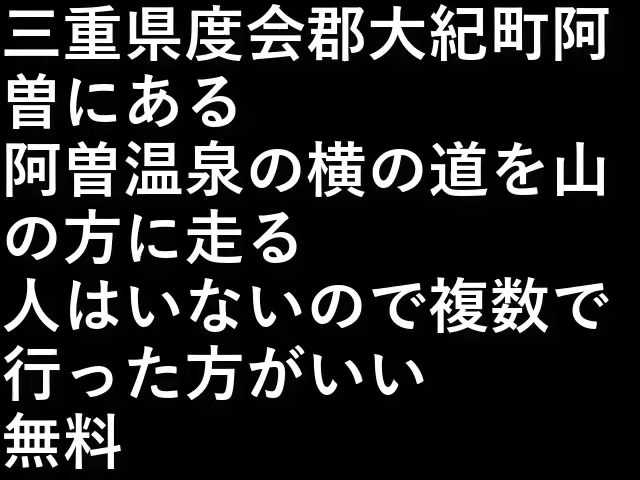 三重県度会郡大紀町阿
曽にある
阿曽温泉の横の道を山
の方に走る
人はいないので複数で
行った方がいい
無料